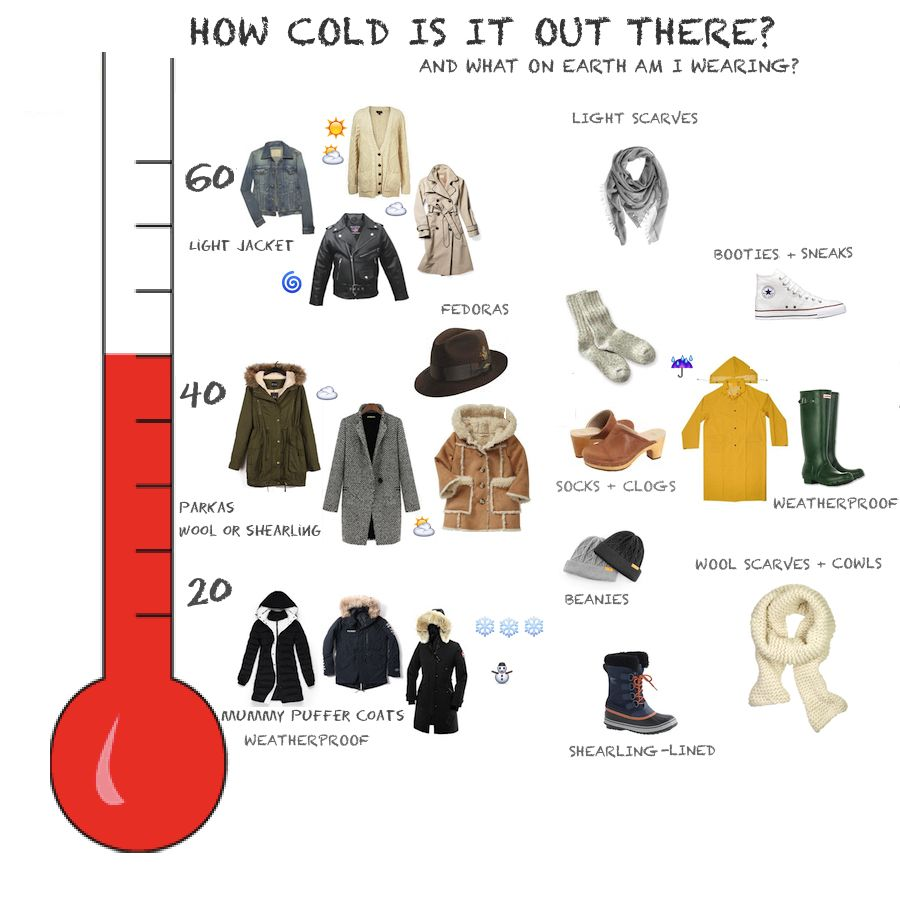 HOW COLD IS IT OUT THERE?
AND WHAT ON EARTH AM I WEARING?
LIGHT SCARVES
60
LIGHT JACKET
BOOTIES + SNEAKS
FEDORAS
40
SOCKS + CLOGS
WEATHERPROOF
PARKAS
WOOL OR SHEARLING
WOOL SCARVES + COWLS
20
BEANIES
MUMMY PUFFER COATS
WEATHERPROOF
SHEARLING-LINED